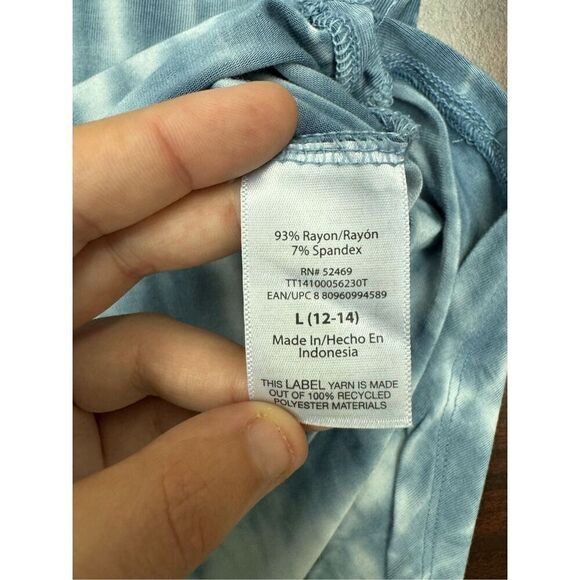 93% Rayon/Rayón
7% Spandex
RN# 52469
TT14100056230T
EAN/UPC 8 80960994589
L (12-14)
Made In/Hecho En
Indonesia
THIS LABEL YARN IS MADE
OUT OF 100% RECYCLED
POLYESTER MATERIALS